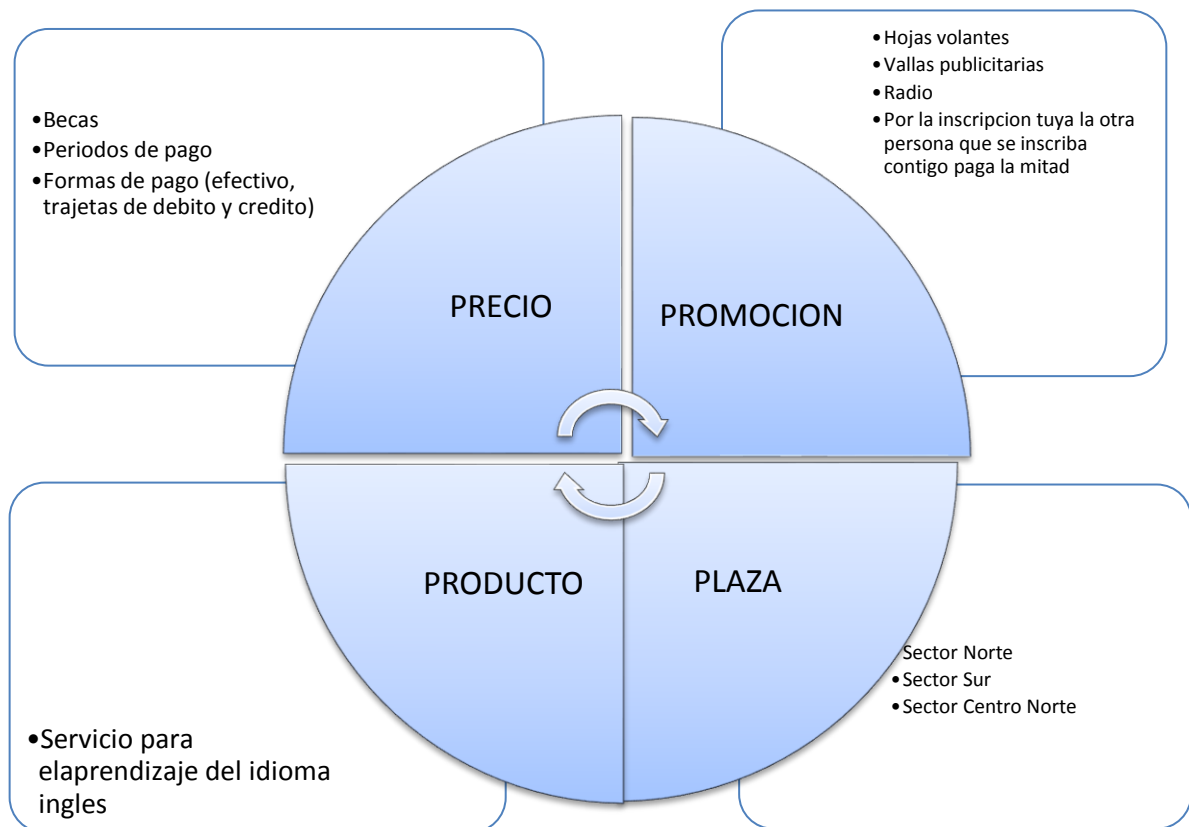 •Becas
•Periodos de pago
•Formas de pago (efectivo,
trajetas de debito y credito)
•Hojas volantes
•Vallas publicitarias
•Radio
•Por la inscripcion tuya la otra
persona que se inscriba
contigo paga la mitad
PRECIO
PROMOCION
PRODUCTO
PLAZA
•Servicio para
elaprendizaje del idioma
ingles
Sector Norte
•Sector Sur
•Sector Centro Norte